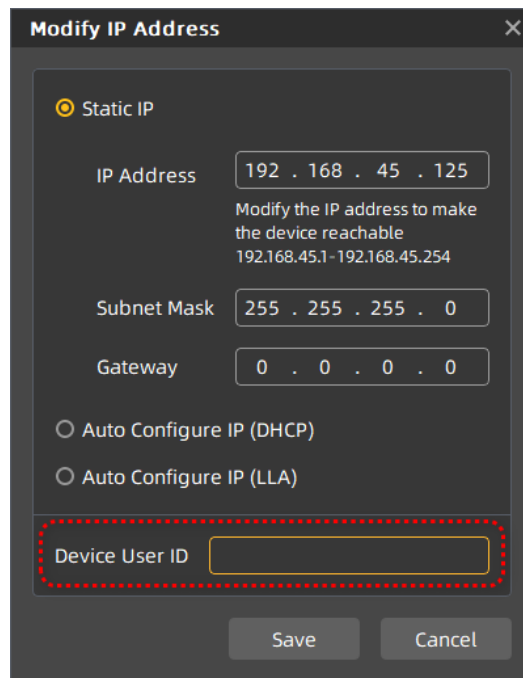 Modify IP Address
Static IP
IP Address 192 . 168 . 45 . 125
Modify the IP address to make
the device reachable
192.168.45.1-192.168.45.254
Subnet Mask 255 . 255 . 255 . 0
Gateway 0 . 0 . 0 . 0
Auto Configure IP (DHCP)
Auto Configure IP (LLA)
Device User ID
Save Cancel